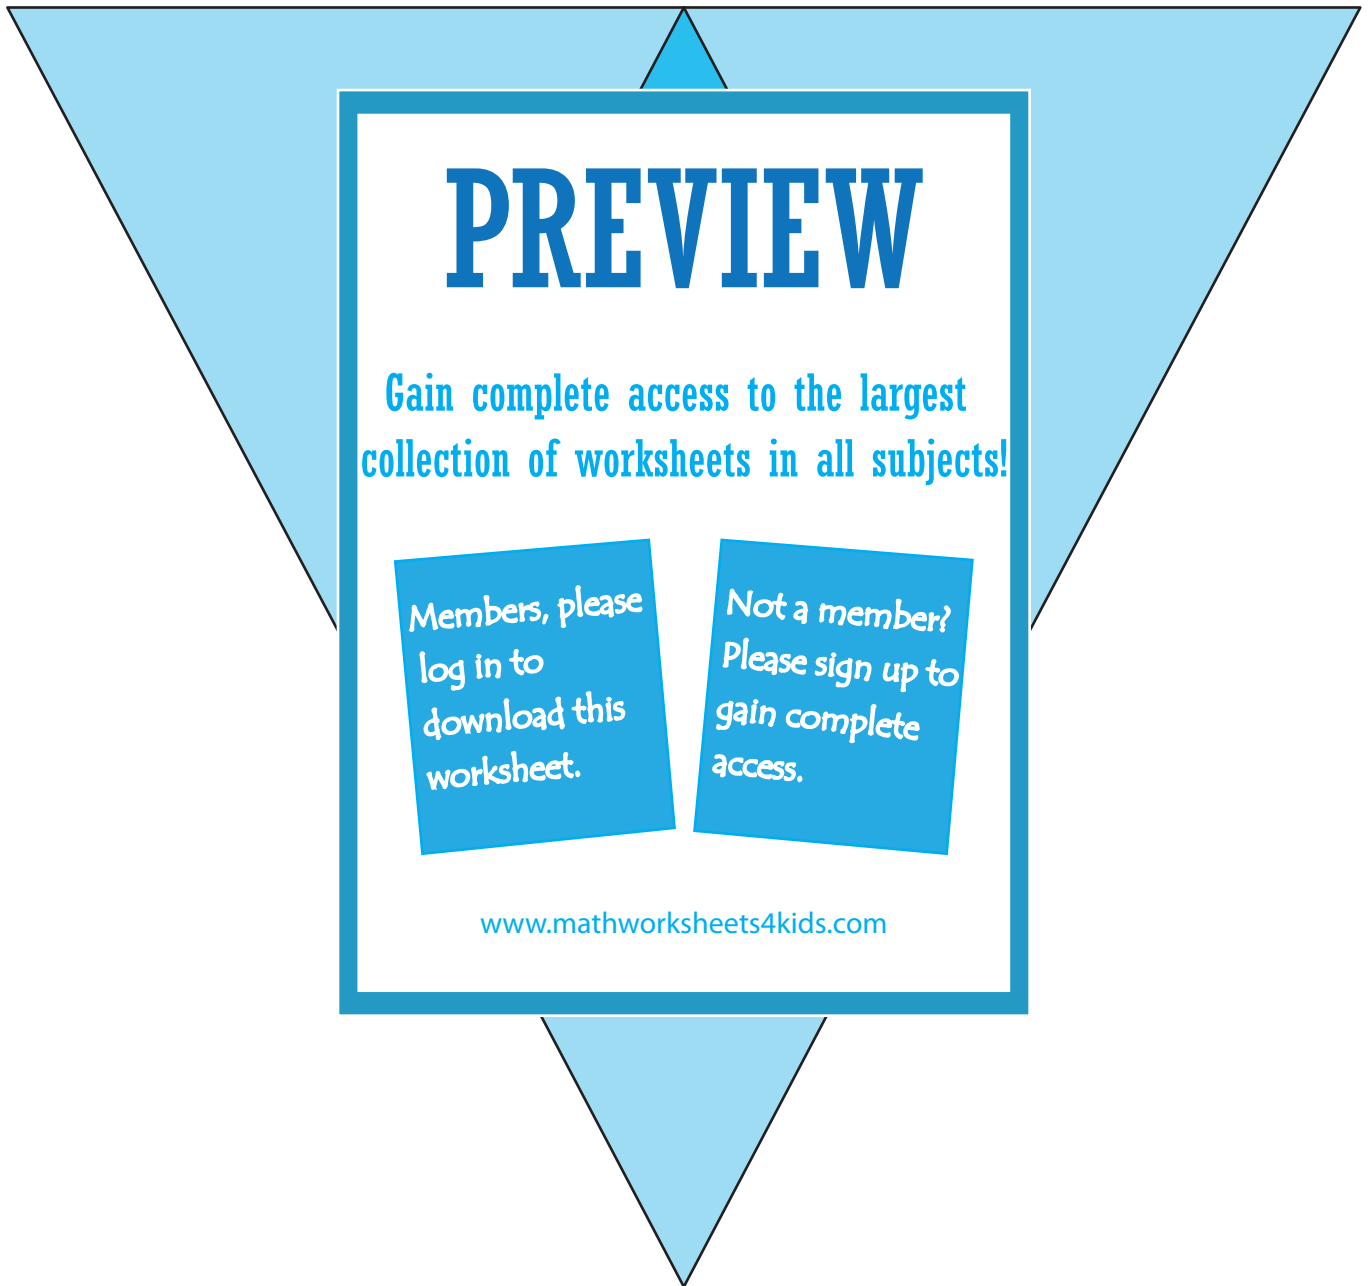 PREVIEW
Gain complete access to the largest
collection of worksheets in all subjects!
Members, please
log in to
download this
worksheet.
Not a member?
Please sign up to
gain complete
access.
www.mathworksheets4kids.com